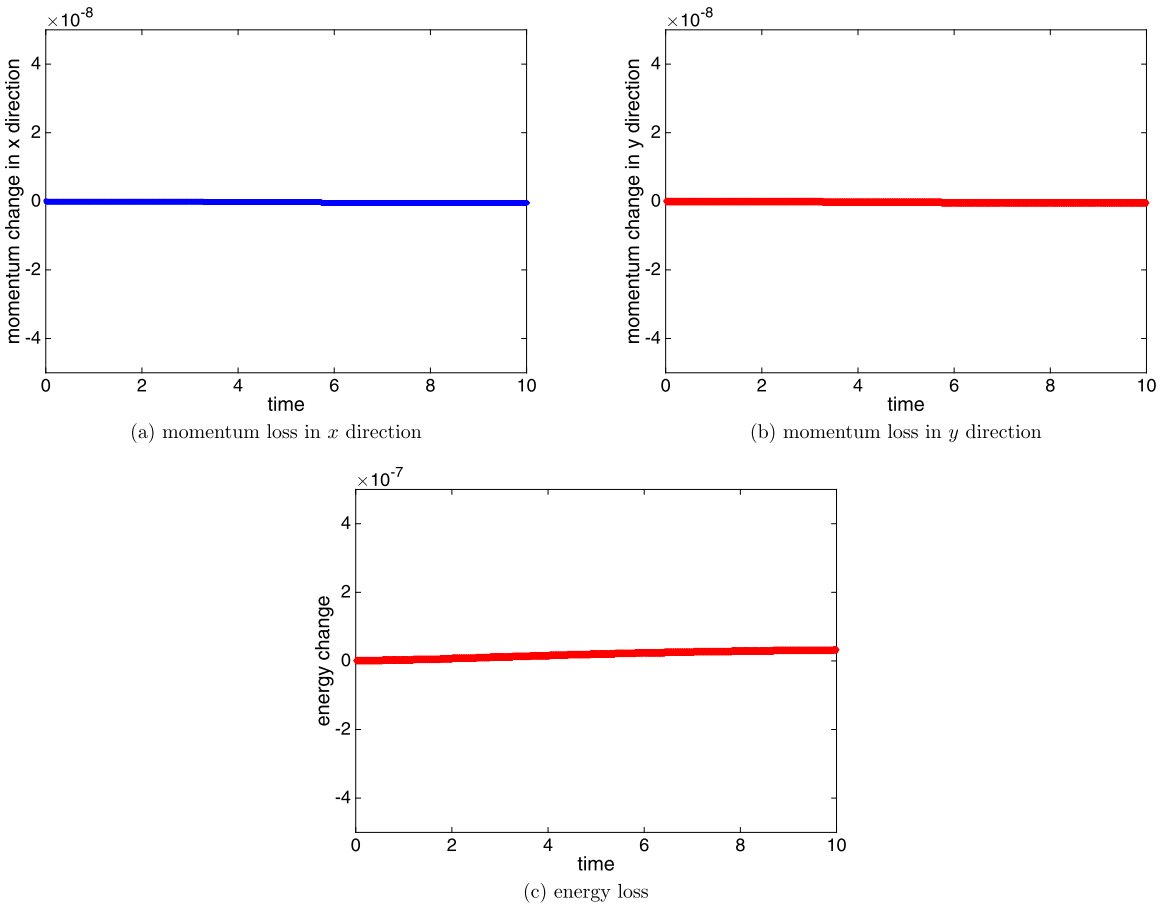 ×10⁻⁸
momentum change in x direction
4
2
0
-2
-4
0 2 4 6 8 10
time
(a) momentum loss in x direction
×10⁻⁸
momentum change in y direction
4
2
0
-2
-4
0 2 4 6 8 10
time
(b) momentum loss in y direction
×10⁻⁷
energy change
4
2
0
-2
-4
0 2 4 6 8 10
time
(c) energy loss